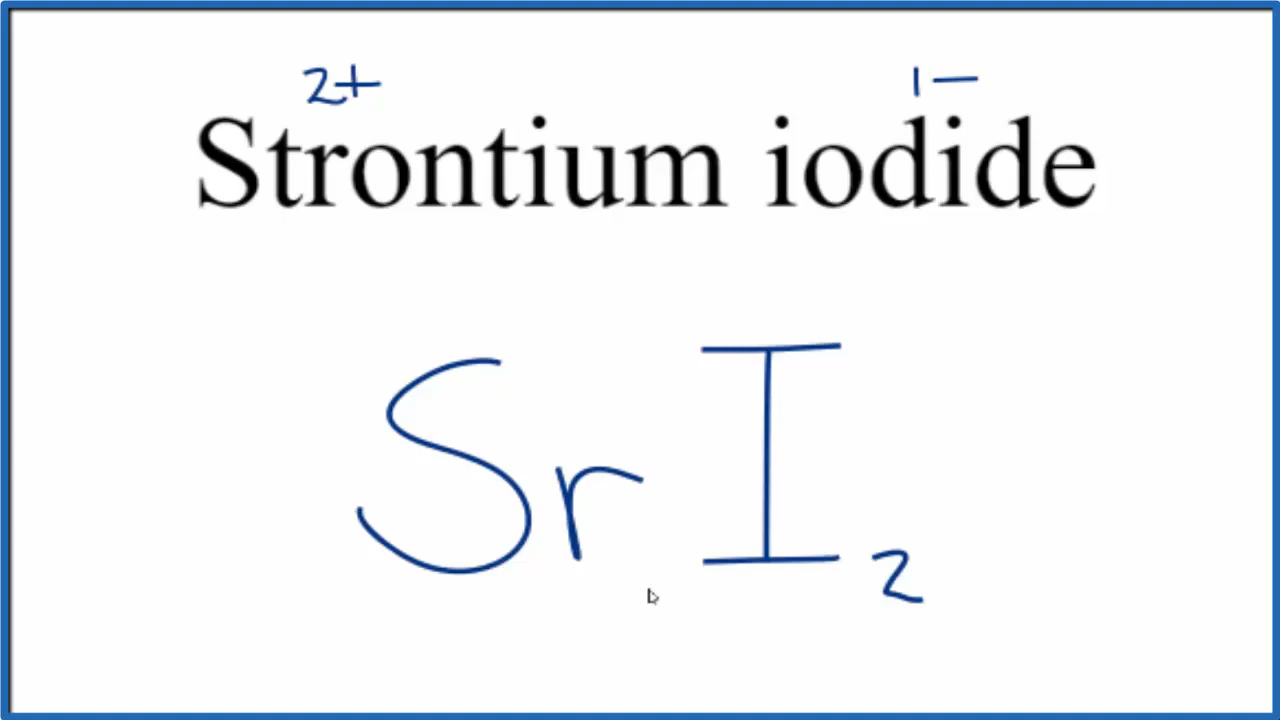 2+ 1-
Strontium iodide
SrI₂